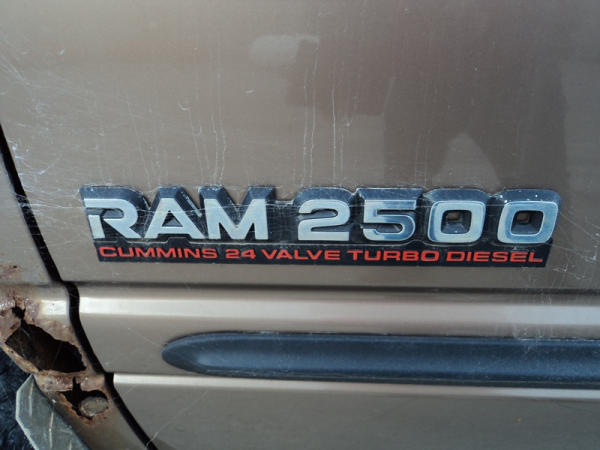 RAM 2500
CUMMINS 24 VALVE TURBO DIESEL